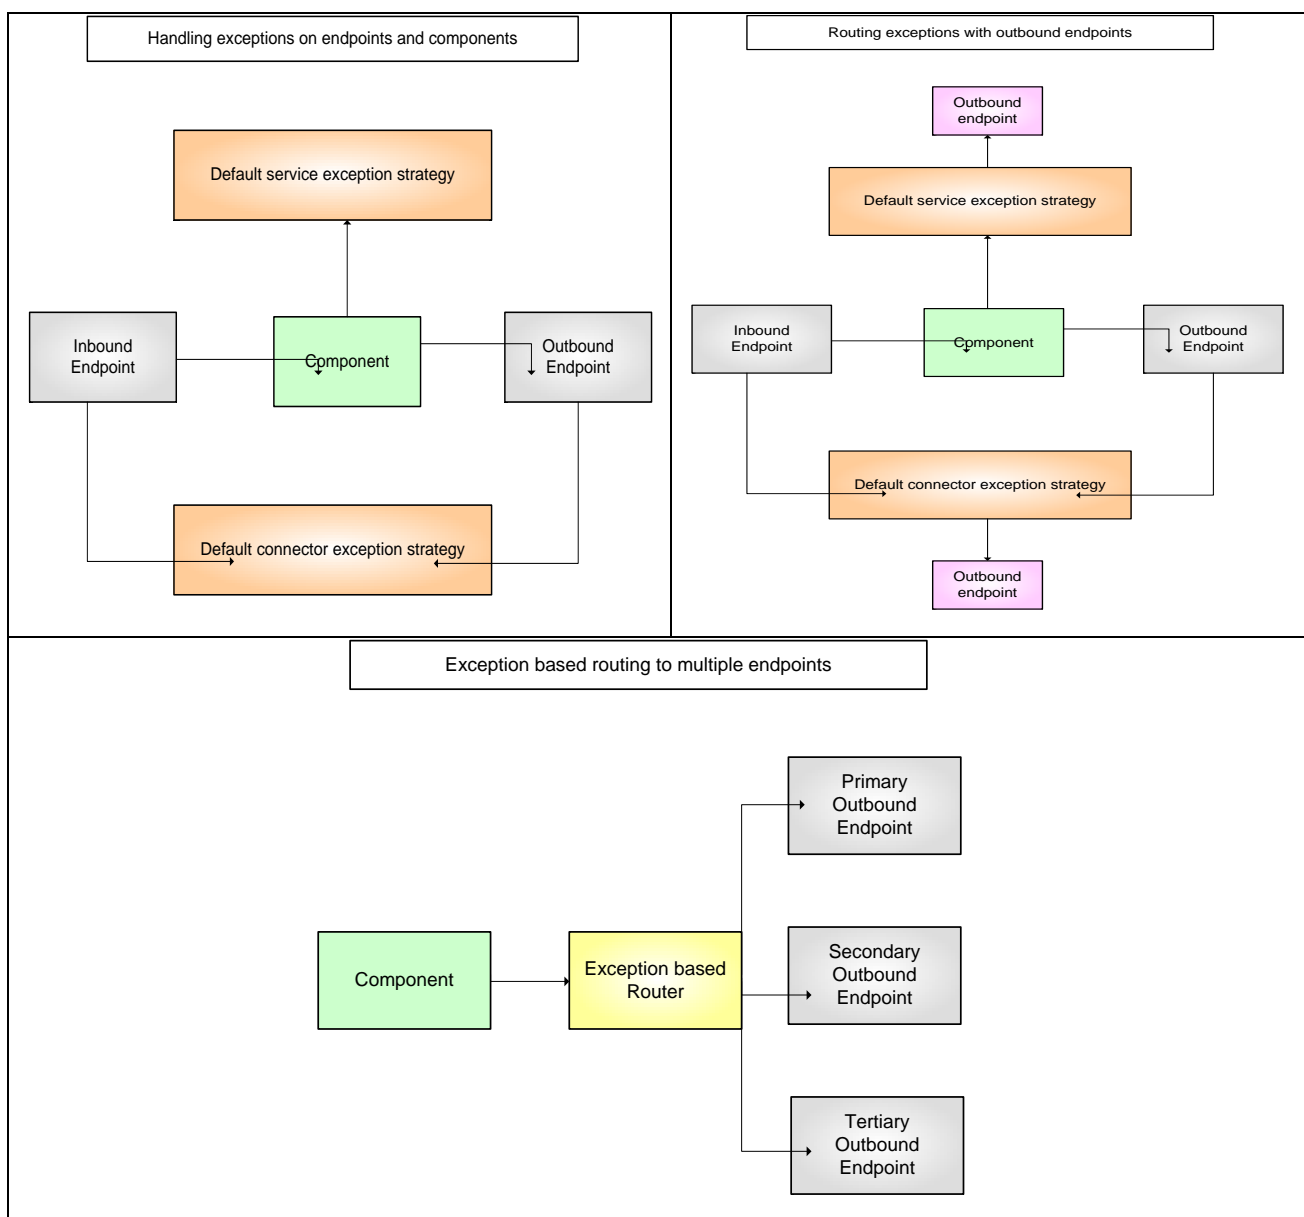 Handling exceptions on endpoints and components
Default service exception strategy
Inbound
Endpoint
Component
Outbound
Endpoint
Default connector exception strategy
Routing exceptions with outbound endpoints
Outbound
endpoint
Default service exception strategy
Inbound
Endpoint
Component
Outbound
Endpoint
Default connector exception strategy
Outbound
endpoint
Exception based routing to multiple endpoints
Primary
Outbound
Endpoint
Component
Exception based
Router
Secondary
Outbound
Endpoint
Tertiary
Outbound
Endpoint